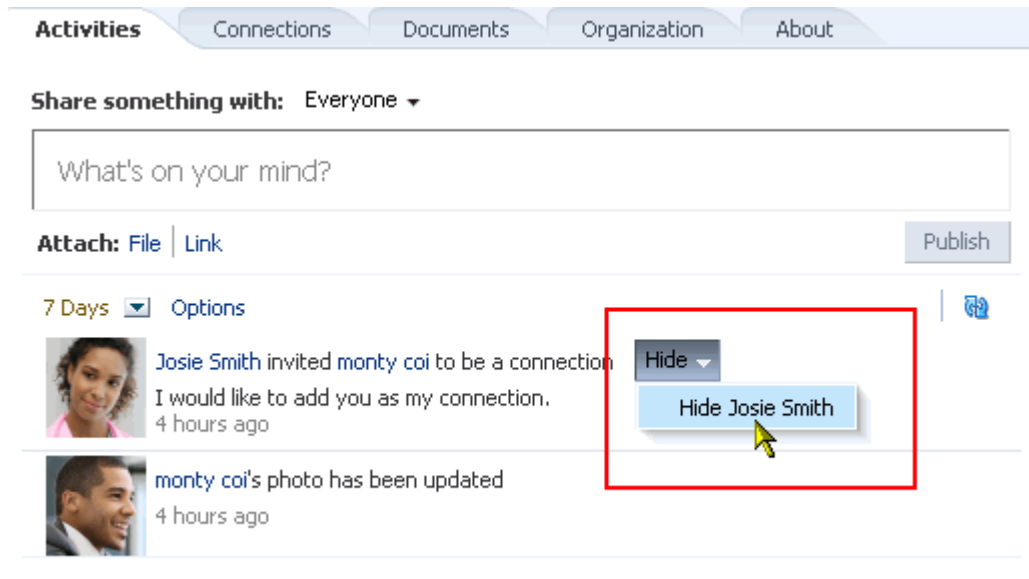 Activities Connections Documents Organization About
Share something with: Everyone
What's on your mind?
Attach: File Link Publish
7 Days Options
Josie Smith invited monty coi to be a connection Hide
I would like to add you as my connection. Hide Josie Smith
4 hours ago
monty coi's photo has been updated
4 hours ago